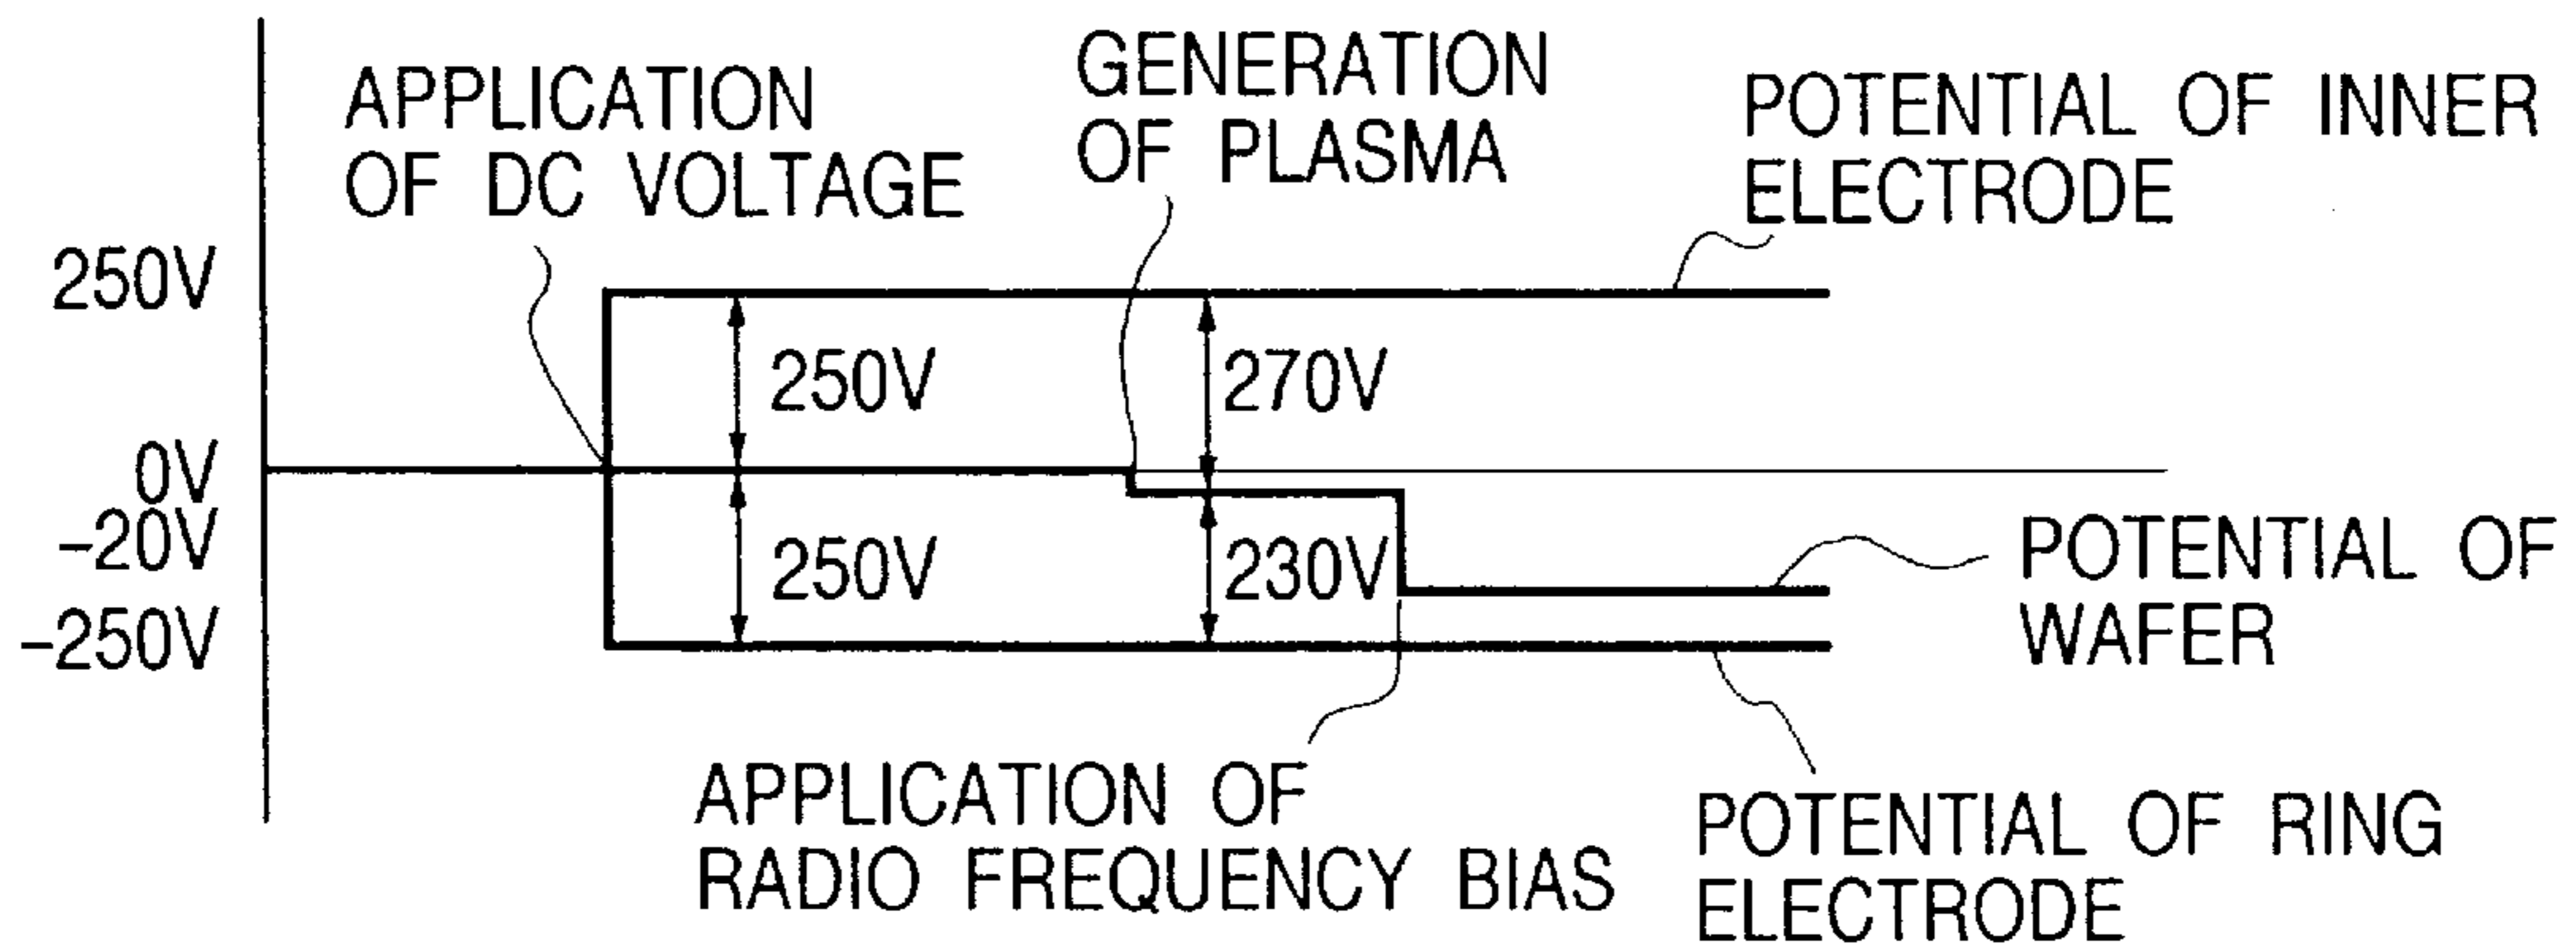 APPLICATION
OF DC VOLTAGE
GENERATION
OF PLASMA
POTENTIAL OF INNER
ELECTRODE
250V
0V
-20V
-250V
250V
270V
250V
230V
POTENTIAL OF
WAFER
APPLICATION OF
RADIO FREQUENCY BIAS
POTENTIAL OF RING
ELECTRODE